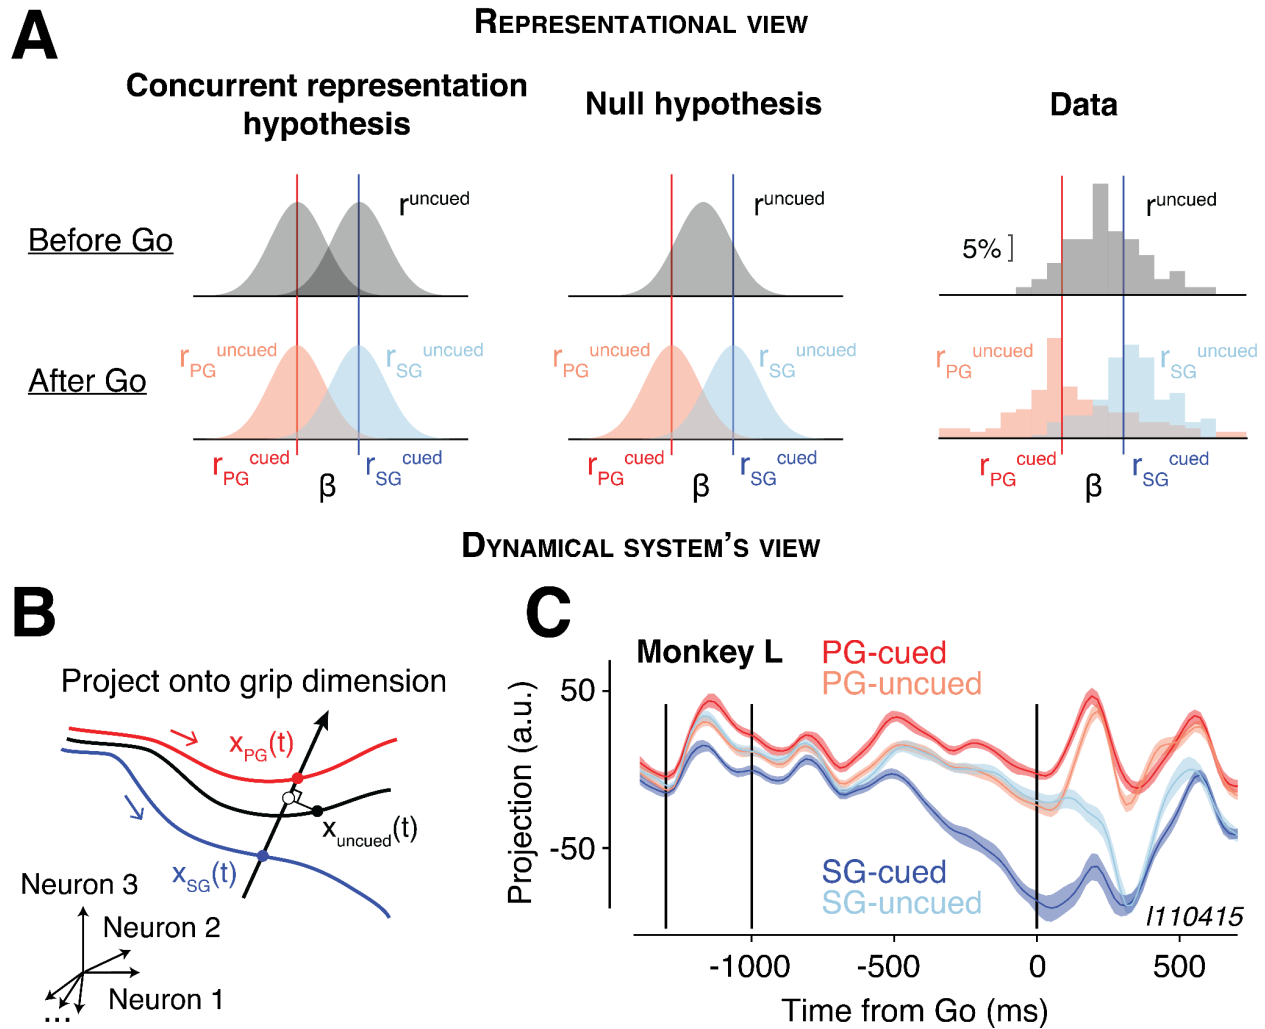 A
Representational view
Concurrent representation
hypothesis
Null hypothesis
Data
Before Go
r^uncued
r^uncued
r^uncued
5%
After Go
r_PG^uncued
r_SG^uncued
r_PG^uncued
r_SG^uncued
r_PG^uncued
r_SG^uncued
r_PG^cued
β
r_SG^cued
r_PG^cued
β
r_SG^cued
r_PG^cued
β
r_SG^cued
Dynamical system's view
B
Project onto grip dimension
x_PG(t)
x_uncued(t)
x_SG(t)
Neuron 3
Neuron 2
Neuron 1
...
C
Monkey L
PG-cued
PG-uncued
Projection (a.u.)
50
-50
SG-cued
SG-uncued
l110415
-1000
-500
0
500
Time from Go (ms)